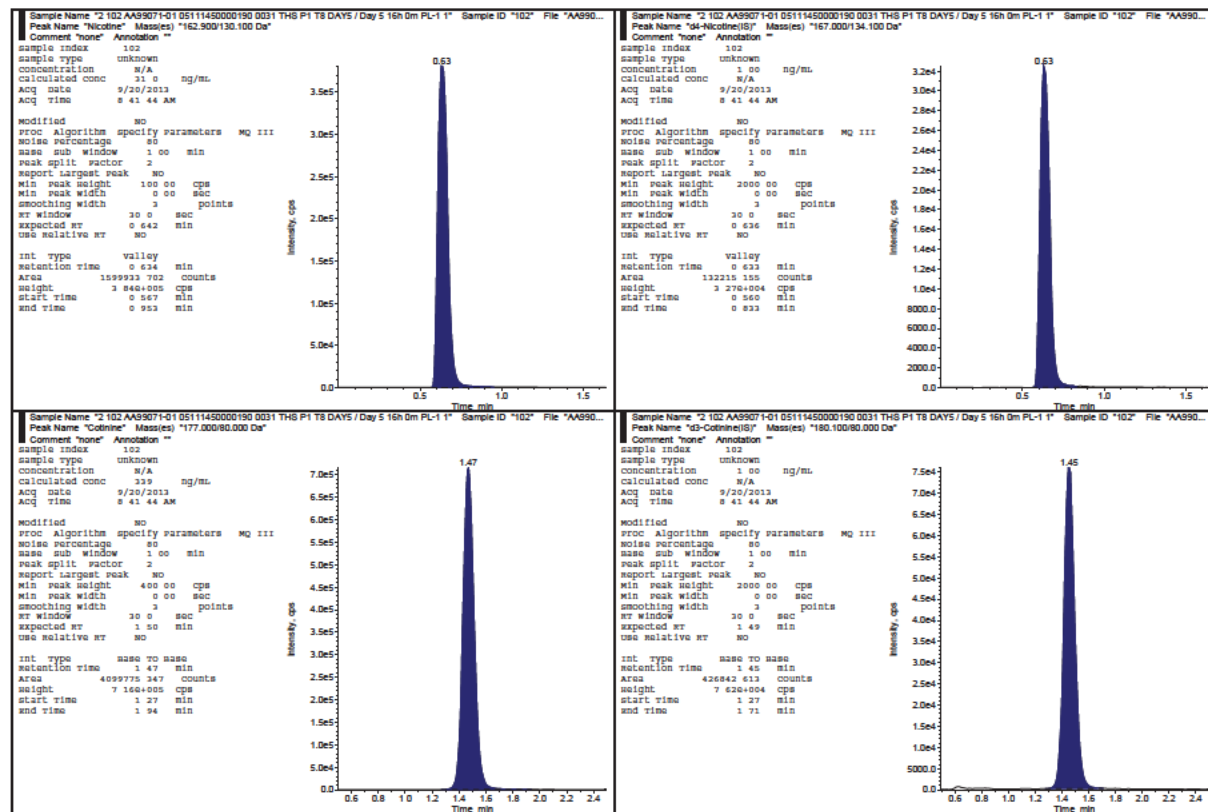 Sample Name "2 102 AA99071-01 05111450000190 0031 THS P1 T8 DAY5 / Day 5 16h 0m PL-1 1" Sample ID "102" File "AA990...
Peak Name "Nicotine" Mass(es) "162.900/130.100 Da"
Comment "none" Annotation ""
Sample Index 102
Sample Type Unknown
Concentration N/A
Calculated Conc 31 0 ng/mL
Acq Date 9/20/2013
Acq Time 8 41 44 AM
Modified NO
Proc Algorithm Specify Parameters MQ III
Noise Percentage 80
Base Sub Window 1 00 min
Peak Split Factor 2
Report Largest Peak NO
Min Peak Height 100 00 cps
Min Peak Width 0 00 sec
Smoothing Width 3 points
RT Window 30 0 sec
Expected RT 0 642 min
Use Relative RT NO
Int Type Valley
Retention Time 0 634 min
Area 1599933 702 counts
Height 3 84e+005 cps
Start Time 0 567 min
End Time 0 953 min
0.63
3.5e5
3.0e5
2.5e5
2.0e5
1.5e5
1.0e5
5.0e4
0.0
Intensity, cps
0.5 1.0 1.5
Time, min
Sample Name "2 102 AA99071-01 05111450000190 0031 THS P1 T8 DAY5 / Day 5 16h 0m PL-1 1" Sample ID "102" File "AA990...
Peak Name "d4-Nicotine(IS)" Mass(es) "167.000/134.100 Da"
Comment "none" Annotation ""
Sample Index 102
Sample Type Unknown
Concentration 1 00 ng/mL
Calculated Conc N/A
Acq Date 9/20/2013
Acq Time 8 41 44 AM
Modified NO
Proc Algorithm Specify Parameters MQ III
Noise Percentage 80
Base Sub Window 1 00 min
Peak Split Factor 2
Report Largest Peak NO
Min Peak Height 2000 00 cps
Min Peak Width 0 00 sec
Smoothing Width 3 points
RT Window 30 0 sec
Expected RT 0 636 min
Use Relative RT NO
Int Type Valley
Retention Time 0 633 min
Area 132215 155 counts
Height 3 27e+004 cps
Start Time 0 560 min
End Time 0 833 min
0.63
3.2e4
3.0e4
2.8e4
2.6e4
2.4e4
2.2e4
2.0e4
1.8e4
1.6e4
1.4e4
1.2e4
1.0e4
8000.0
6000.0
4000.0
2000.0
0.0
Intensity, cps
0.5 1.0 1.5
Time, min
Sample Name "2 102 AA99071-01 05111450000190 0031 THS P1 T8 DAY5 / Day 5 16h 0m PL-1 1" Sample ID "102" File "AA990...
Peak Name "Cotinine" Mass(es) "177.000/80.000 Da"
Comment "none" Annotation ""
Sample Index 102
Sample Type Unknown
Concentration N/A
Calculated Conc 339 ng/mL
Acq Date 9/20/2013
Acq Time 8 41 44 AM
Modified NO
Proc Algorithm Specify Parameters MQ III
Noise Percentage 80
Base Sub Window 1 00 min
Peak Split Factor 2
Report Largest Peak NO
Min Peak Height 400 00 cps
Min Peak Width 0 00 sec
Smoothing Width 3 points
RT Window 30 0 sec
Expected RT 1 50 min
Use Relative RT NO
Int Type Base To Base
Retention Time 1 47 min
Area 4099775 347 counts
Height 7 16e+005 cps
Start Time 1 27 min
End Time 1 94 min
1.47
7.0e5
6.5e5
6.0e5
5.5e5
5.0e5
4.5e5
4.0e5
3.5e5
3.0e5
2.5e5
2.0e5
1.5e5
1.0e5
5.0e4
0.0
Intensity, cps
0.6 0.8 1.0 1.2 1.4 1.6 1.8 2.0 2.2 2.4
Time, min
Sample Name "2 102 AA99071-01 05111450000190 0031 THS P1 T8 DAY5 / Day 5 16h 0m PL-1 1" Sample ID "102" File "AA990...
Peak Name "d3-Cotinine(IS)" Mass(es) "180.100/80.000 Da"
Comment "none" Annotation ""
Sample Index 102
Sample Type Unknown
Concentration 1 00 ng/mL
Calculated Conc N/A
Acq Date 9/20/2013
Acq Time 8 41 44 AM
Modified NO
Proc Algorithm Specify Parameters MQ III
Noise Percentage 80
Base Sub Window 1 00 min
Peak Split Factor 2
Report Largest Peak NO
Min Peak Height 2000 00 cps
Min Peak Width 0 00 sec
Smoothing Width 3 points
RT Window 30 0 sec
Expected RT 1 49 min
Use Relative RT NO
Int Type Base To Base
Retention Time 1 45 min
Area 426842 613 counts
Height 7 62e+004 cps
Start Time 1 27 min
End Time 1 71 min
1.45
7.5e4
7.0e4
6.5e4
6.0e4
5.5e4
5.0e4
4.5e4
4.0e4
3.5e4
3.0e4
2.5e4
2.0e4
1.5e4
1.0e4
5000.0
0.0
Intensity, cps
0.6 0.8 1.0 1.2 1.4 1.6 1.8 2.0 2.2 2.4
Time, min